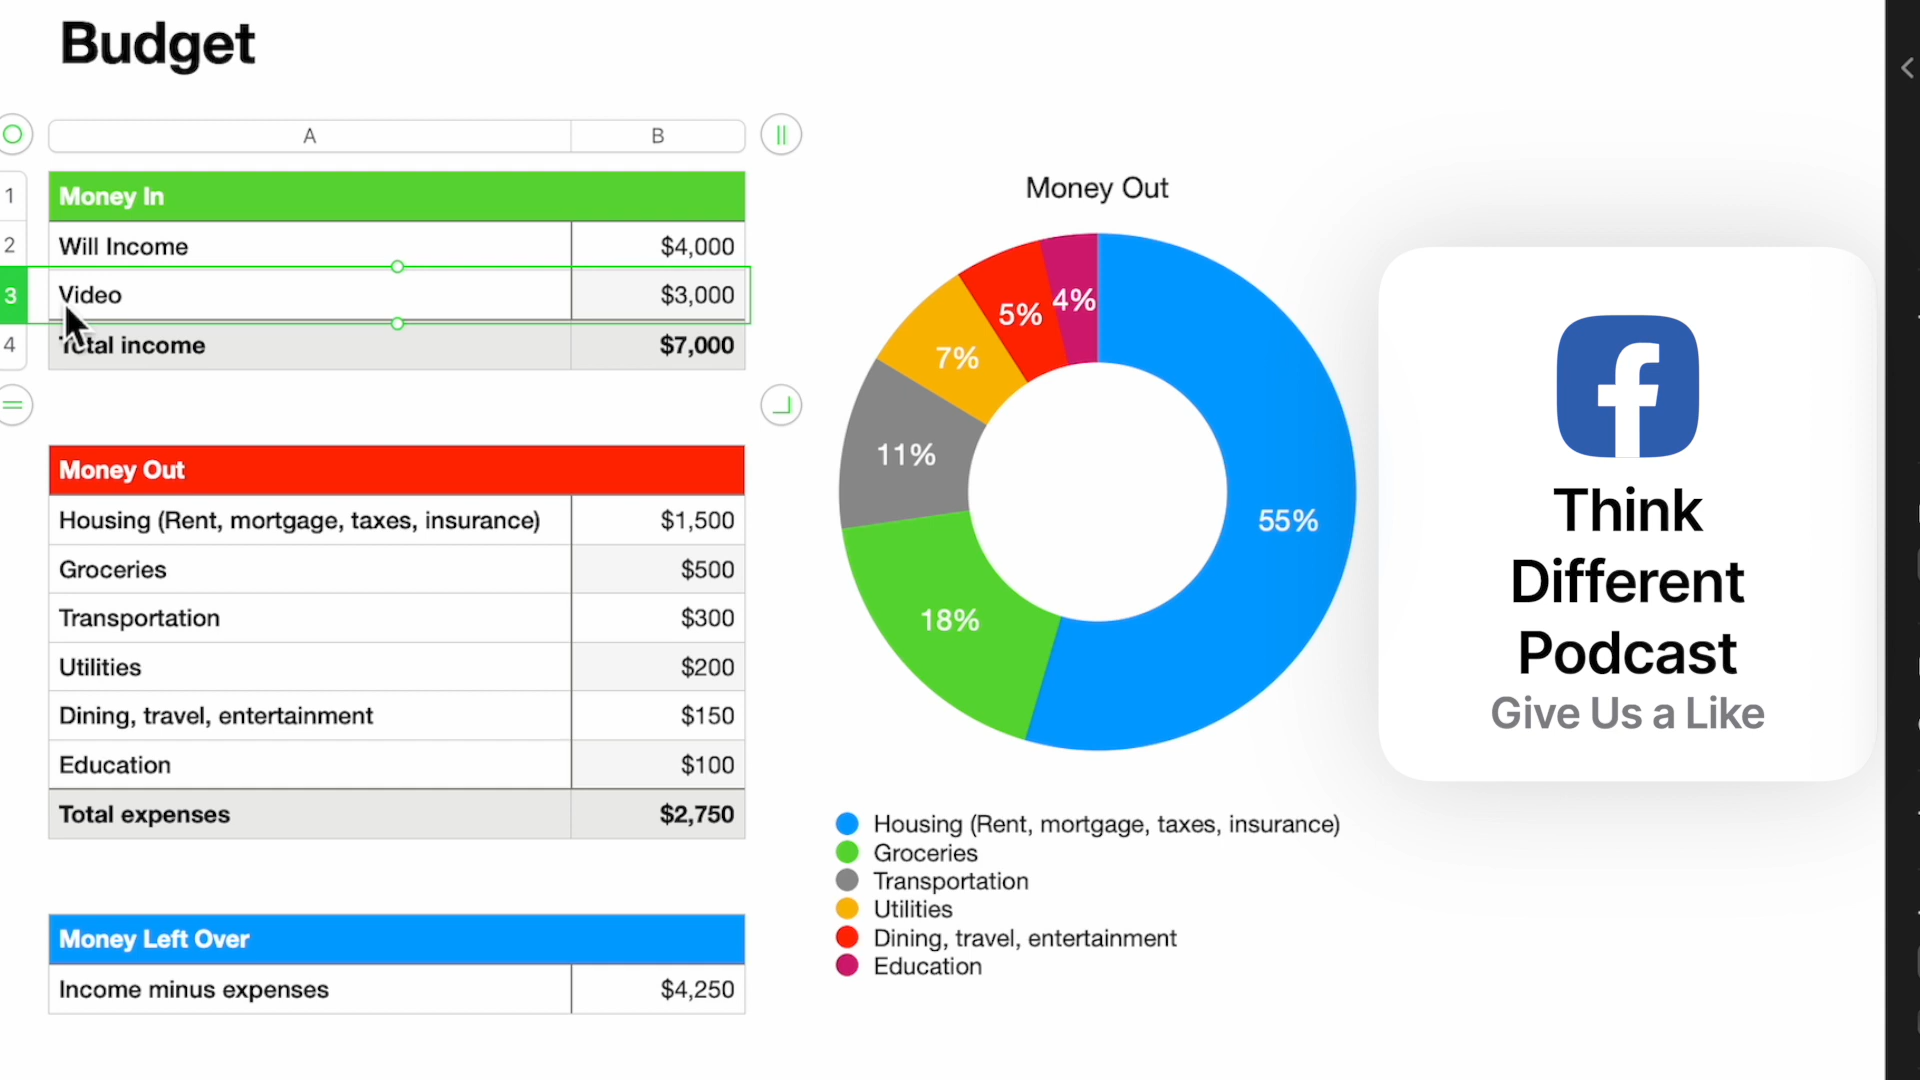 Budget
A B
1 Money In
2 Will Income $4,000
3 Video $3,000
4 Total income $7,000
Money Out
Housing (Rent, mortgage, taxes, insurance) $1,500
Groceries $500
Transportation $300
Utilities $200
Dining, travel, entertainment $150
Education $100
Total expenses $2,750
Money Left Over
Income minus expenses $4,250
Money Out
4%
5%
7%
11%
55%
18%
Housing (Rent, mortgage, taxes, insurance)
Groceries
Transportation
Utilities
Dining, travel, entertainment
Education
Think
Different
Podcast
Give Us a Like